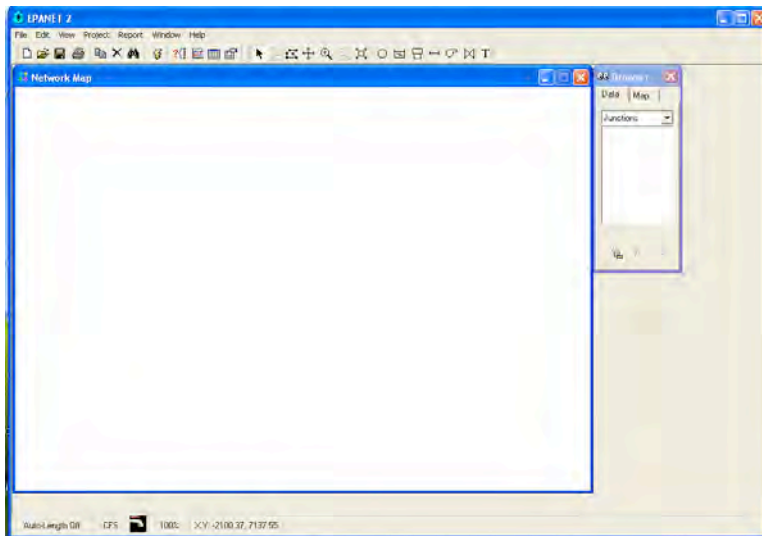 EPANET 2
File Edit View Project Report Window Help
T
Network Map
Browser
Data Map
Junctions
Auto-Length Off CFS 100% X,Y: -2100.37, 7137.55